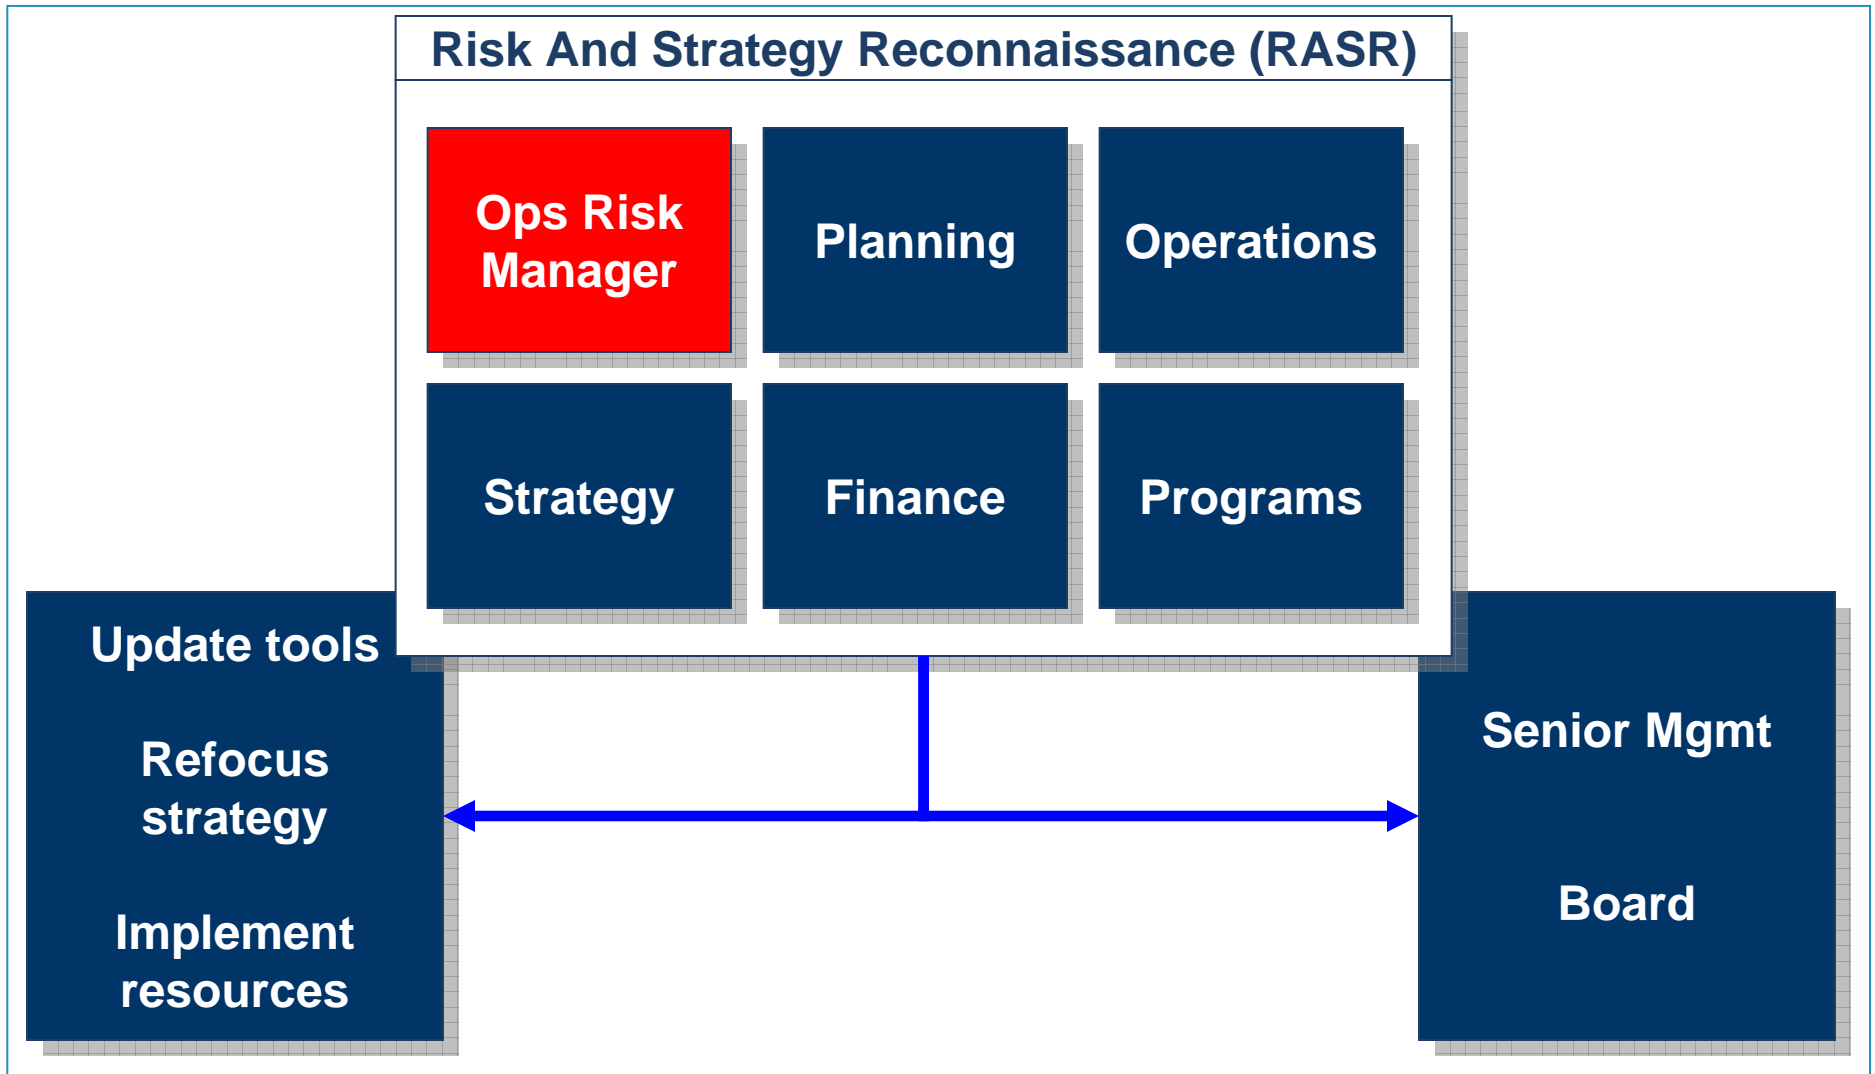 Risk And Strategy Reconnaissance (RASR)
Ops Risk
Manager
Planning
Operations
Strategy
Finance
Programs
Update tools
Refocus
strategy
Implement
resources
Senior Mgmt
Board